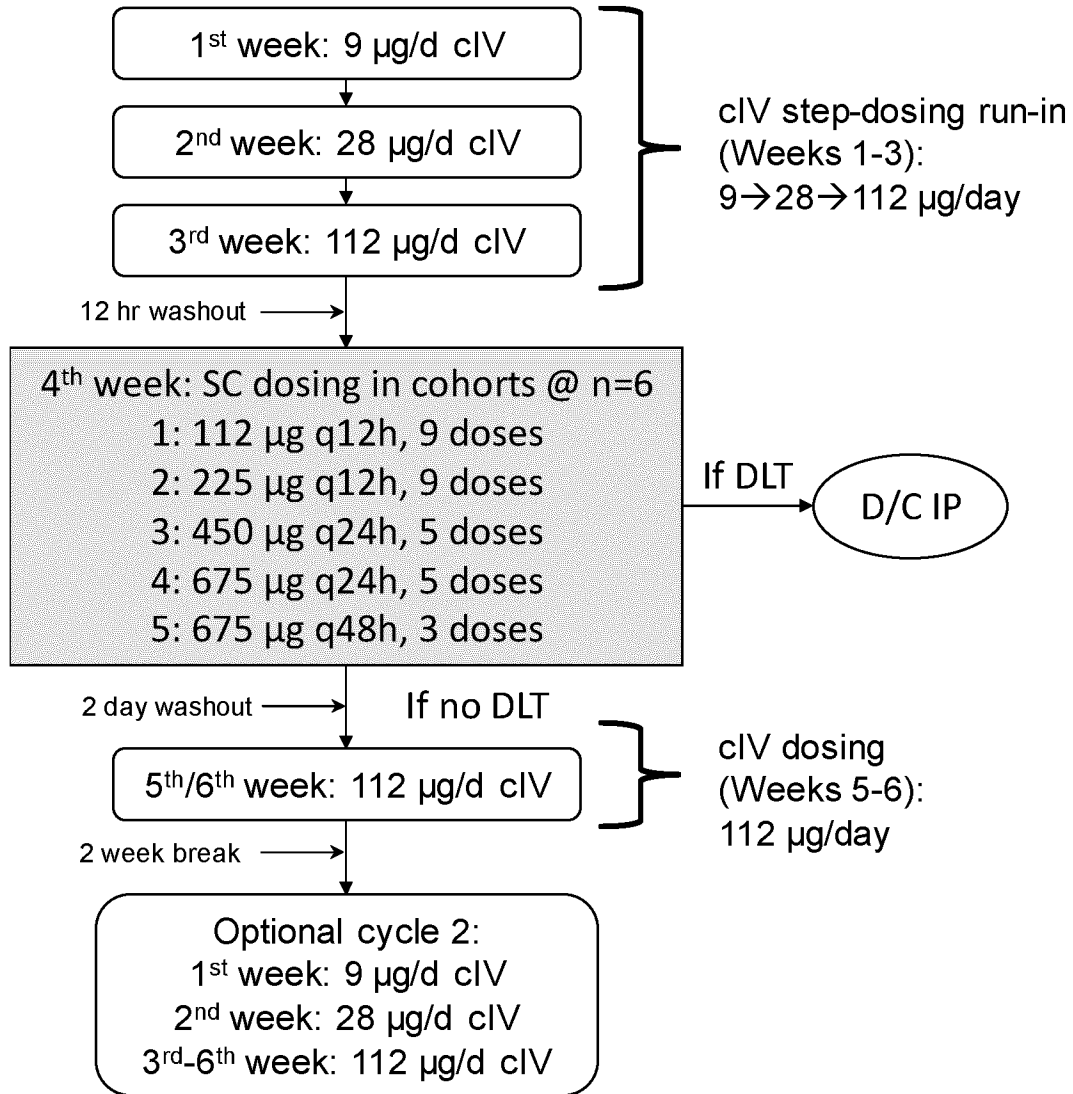 1st week: 9 µg/d cIV
2nd week: 28 µg/d cIV
3rd week: 112 µg/d cIV
cIV step-dosing run-in
(Weeks 1-3):
9→28→112 µg/day
12 hr washout
4th week: SC dosing in cohorts @ n=6
1: 112 µg q12h, 9 doses
2: 225 µg q12h, 9 doses
3: 450 µg q24h, 5 doses
4: 675 µg q24h, 5 doses
5: 675 µg q48h, 3 doses
If DLT
D/C IP
2 day washout
If no DLT
5th/6th week: 112 µg/d cIV
cIV dosing
(Weeks 5-6):
112 µg/day
2 week break
Optional cycle 2:
1st week: 9 µg/d cIV
2nd week: 28 µg/d cIV
3rd-6th week: 112 µg/d cIV